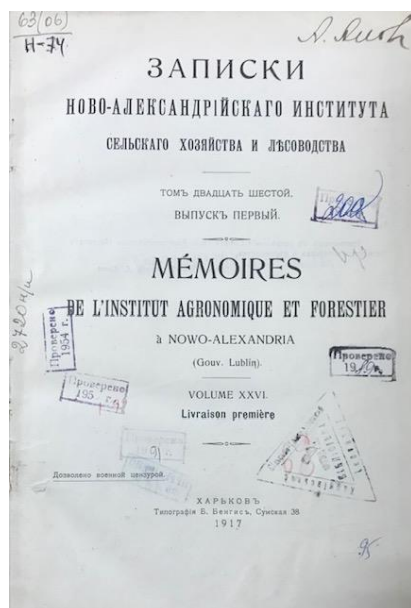 63(06)
Н-74
ЗАПИСКИ
НОВО-АЛЕКСАНДРІЙСКАГО ИНСТИТУТА
СЕЛЬСКАГО ХОЗЯЙСТВА И ЛѢСОВОДСТВА
ТОМЪ ДВАДЦАТЬ ШЕСТОЙ.
ВЫПУСКЪ ПЕРВЫЙ.
MÉMOIRES
DE L'INSTITUT AGRONOMIQUE ET FORESTIER
à NOWO-ALEXANDRIA
(Gouv. Lublin).
VOLUME XXVI.
Livraison première
Проверено
1954 г.
Проверено
195 г.
Проверено
Дозволено военной цензурой.
ХАРЬКОВЪ
Типографія Б. Бенгисъ, Сумская 38
1917